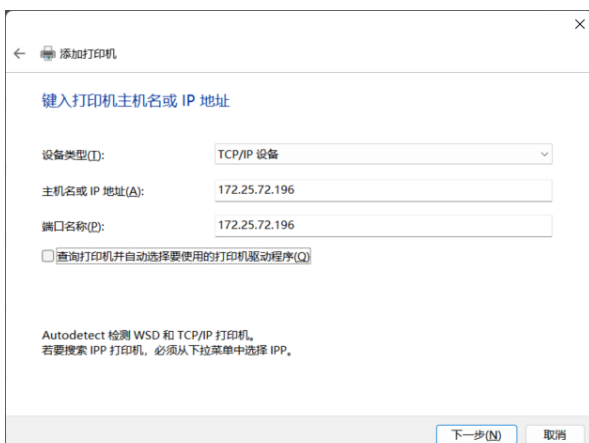 添加打印机
键入打印机主机名或 IP 地址
设备类型(T): TCP/IP 设备
主机名或 IP 地址(A): 172.25.72.196
端口名称(P): 172.25.72.196
查询打印机并自动选择要使用的打印机驱动程序(Q)
Autodetect 检测 WSD 和 TCP/IP 打印机。
若要搜索 IPP 打印机，必须从下拉菜单中选择 IPP。
下一步(N) 取消